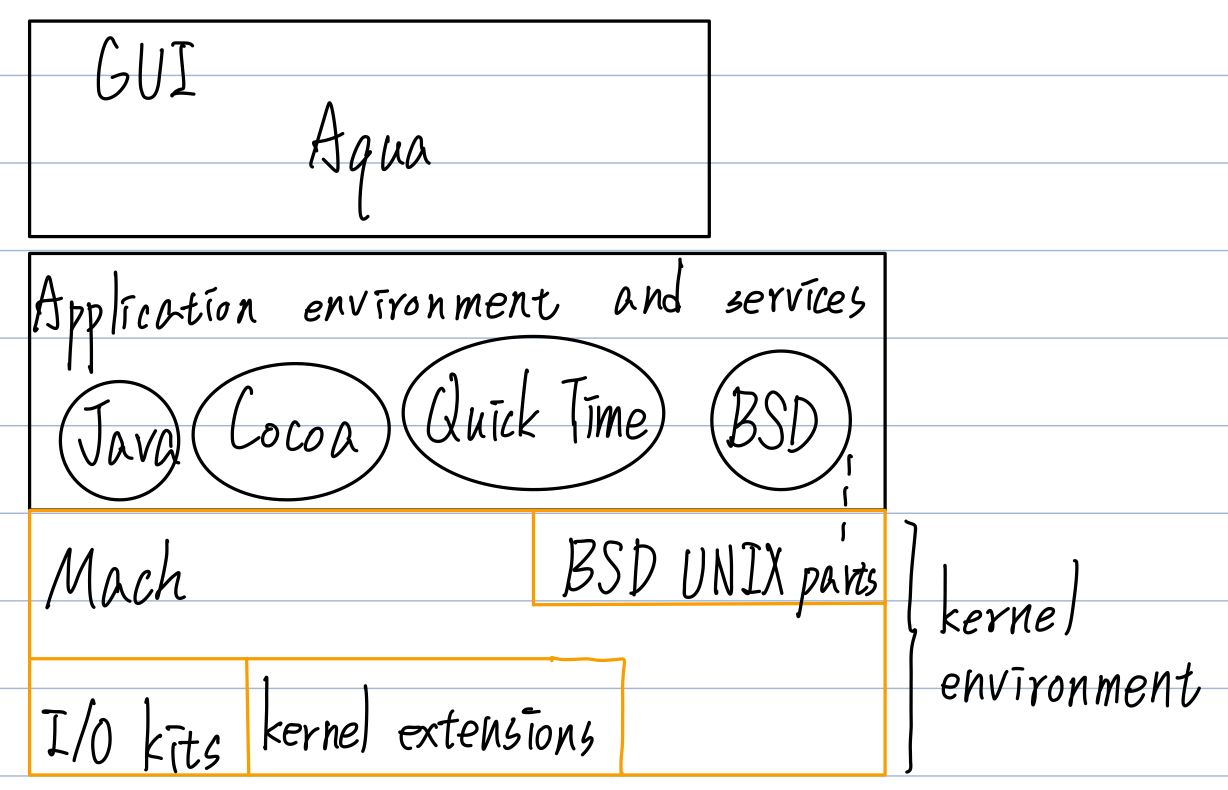 GUI
Aqua
Application environment and services
Java Cocoa Quick Time BSD
Mach BSD UNIX parts
kernel
environment
I/O kits kernel extensions